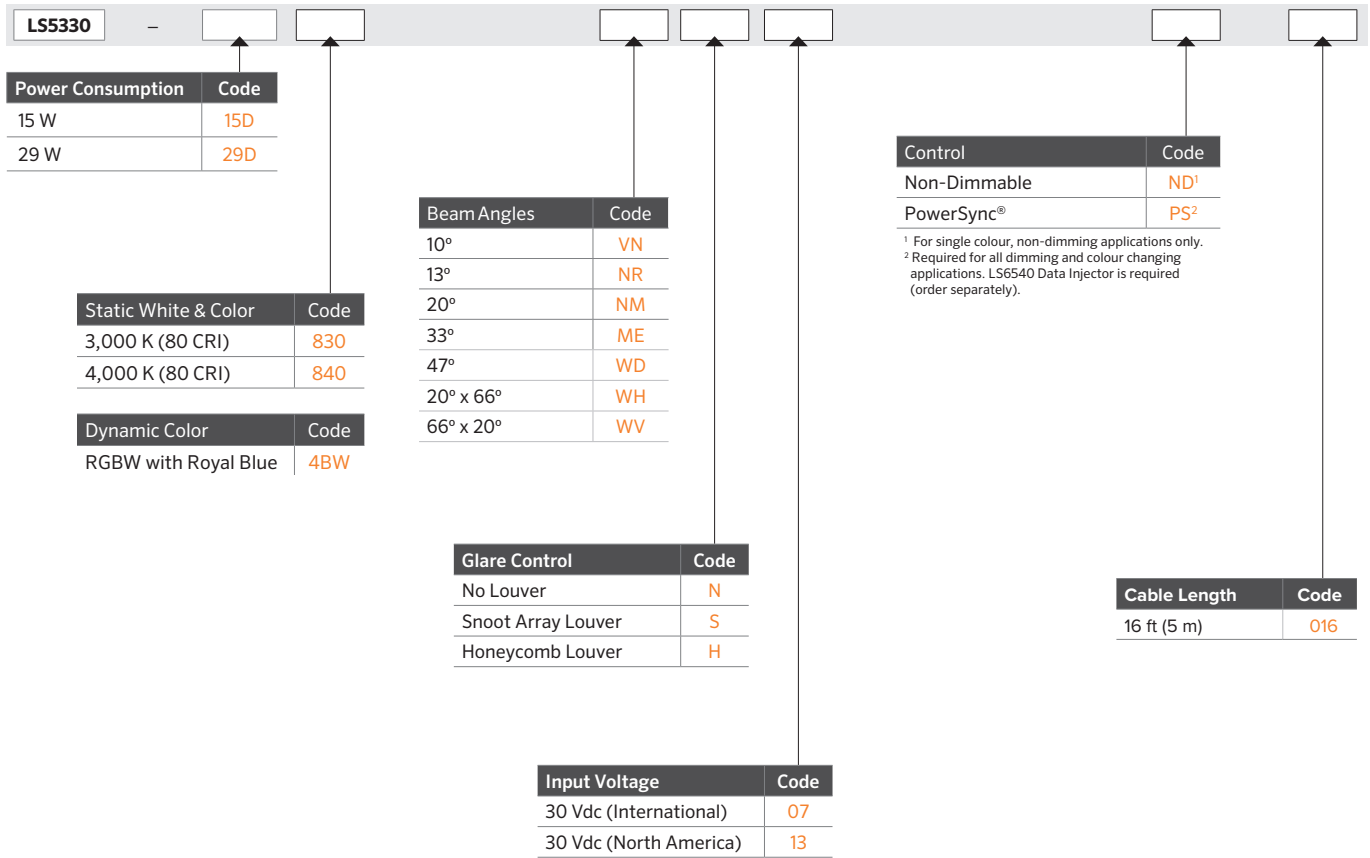 LS5330 –
Power Consumption Code
15 W 15D
29 W 29D
Control Code
Non-Dimmable ND¹
PowerSync® PS²
¹ For single colour, non-dimming applications only.
² Required for all dimming and colour changing
applications. LS6540 Data Injector is required
(order separately).
Beam Angles Code
10º VN
13º NR
20º NM
33º ME
47º WD
20º x 66º WH
66º x 20º WV
Static White & Color Code
3,000 K (80 CRI) 830
4,000 K (80 CRI) 840
Dynamic Color Code
RGBW with Royal Blue 4BW
Glare Control Code
No Louver N
Snoot Array Louver S
Honeycomb Louver H
Cable Length Code
16 ft (5 m) 016
Input Voltage Code
30 Vdc (International) 07
30 Vdc (North America) 13